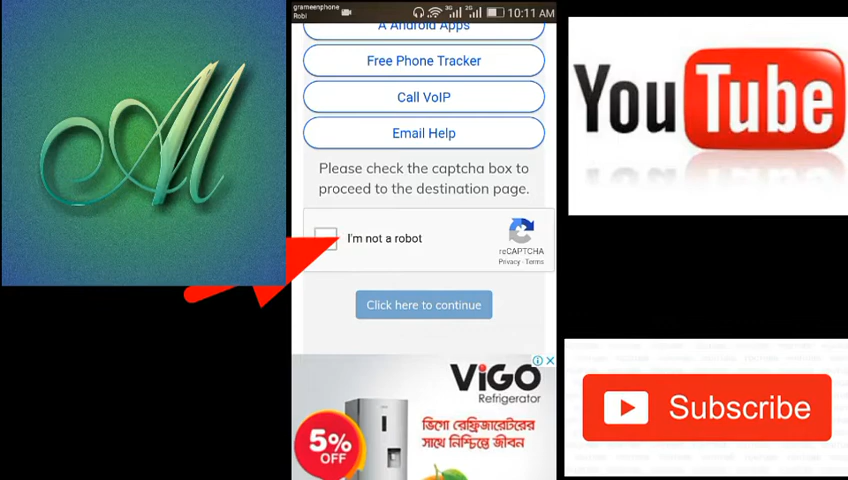 M
grameenphone
Robi
3G
2G
10:11 AM
A Android Apps
Free Phone Tracker
Call VoIP
Email Help
Please check the captcha box to
proceed to the destination page.
I'm not a robot
reCAPTCHA
Privacy - Terms
Click here to continue
ViGO
Refrigerator
ভিগো রেফ্রিজারেটরের
সাথে নিশ্চিন্তে জীবন
5%
OFF
YouTube
Subscribe